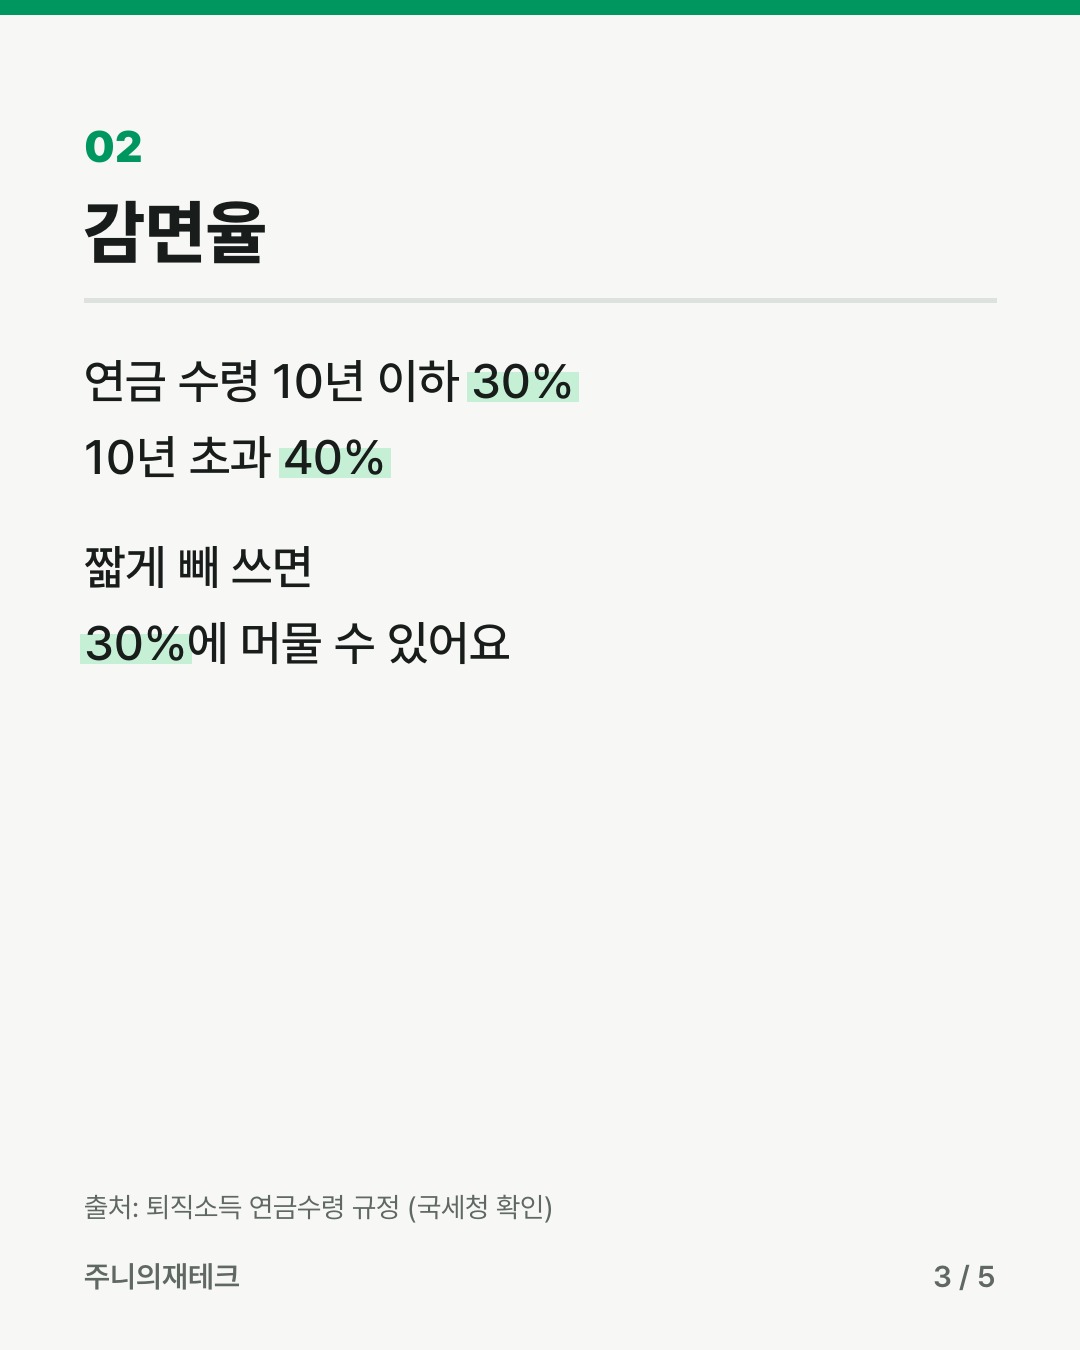 02
감면율
연금 수령 10년 이하 30%
10년 초과 40%
짧게 빼 쓰면
30%에 머물 수 있어요
출처: 퇴직소득 연금수령 규정 (국세청 확인)
주니의재테크
3 / 5